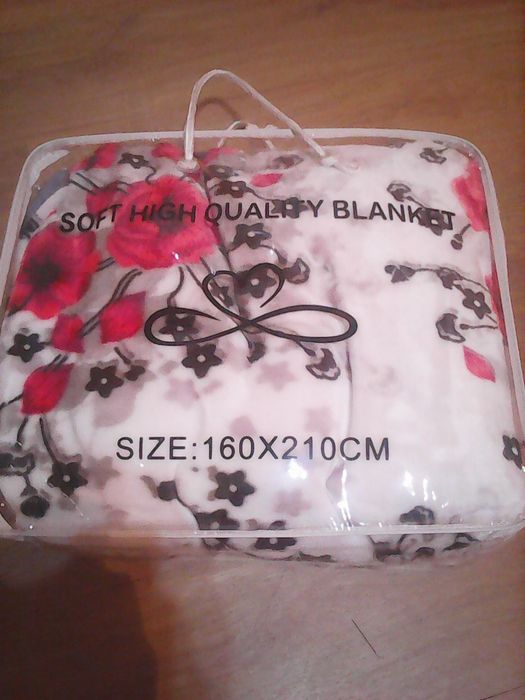 SOFT HIGH QUALITY BLANKET
SIZE:160X210CM